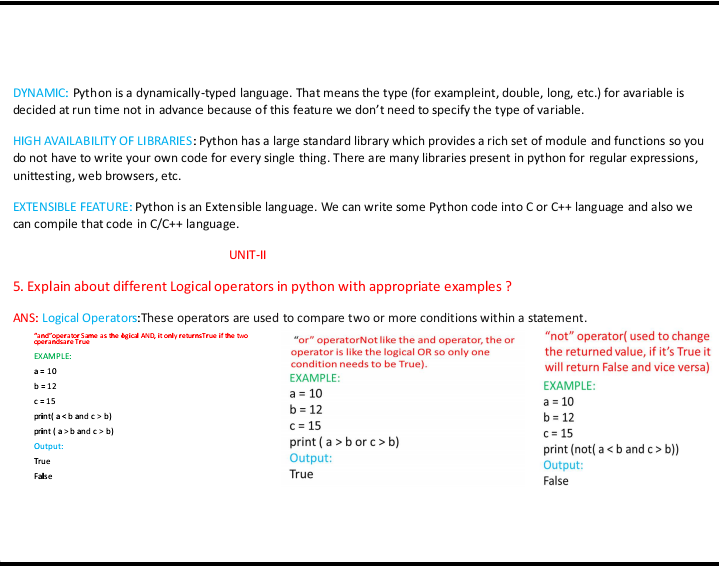 DYNAMIC: Python is a dynamically-typed language. That means the type (for exampleint, double, long, etc.) for avariable is
decided at run time not in advance because of this feature we don't need to specify the type of variable.
HIGH AVAILABILITY OF LIBRARIES: Python has a large standard library which provides a rich set of module and functions so you
do not have to write your own code for every single thing. There are many libraries present in python for regular expressions,
unittesting, web browsers, etc.
EXTENSIBLE FEATURE: Python is an Extensible language. We can write some Python code into C or C++ language and also we
can compile that code in C/C++ language.
UNIT-II
5. Explain about different Logical operators in python with appropriate examples ?
ANS: Logical Operators:These operators are used to compare two or more conditions within a statement.
"and"operator Same as the logical AND, it only returnsTrue if the two
operandsare True
EXAMPLE:
a = 10
b = 12
c = 15
print( a < b and c > b)
print ( a > b and c > b)
Output:
True
False
"or" operatorNot like the and operator, the or
operator is like the logical OR so only one
condition needs to be True).
EXAMPLE:
a = 10
b = 12
c = 15
print ( a > b or c > b)
Output:
True
"not" operator( used to change
the returned value, if it's True it
will return False and vice versa)
EXAMPLE:
a = 10
b = 12
c = 15
print (not( a < b and c > b))
Output:
False